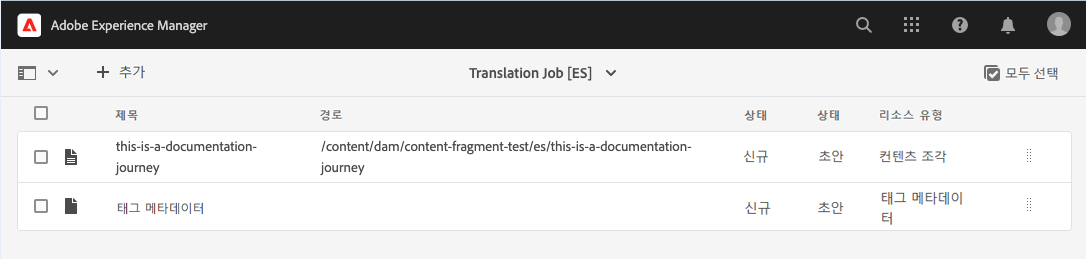 Adobe Experience Manager
추가 Translation Job [ES] 모두 선택
제목 경로 상태 상태 리소스 유형
this-is-a-documentation- /content/dam/content-fragment-test/es/this-is-a-documentation-
journey journey 신규 초안 컨텐츠 조각
태그 메타데이터 신규 초안 태그 메타데이
터